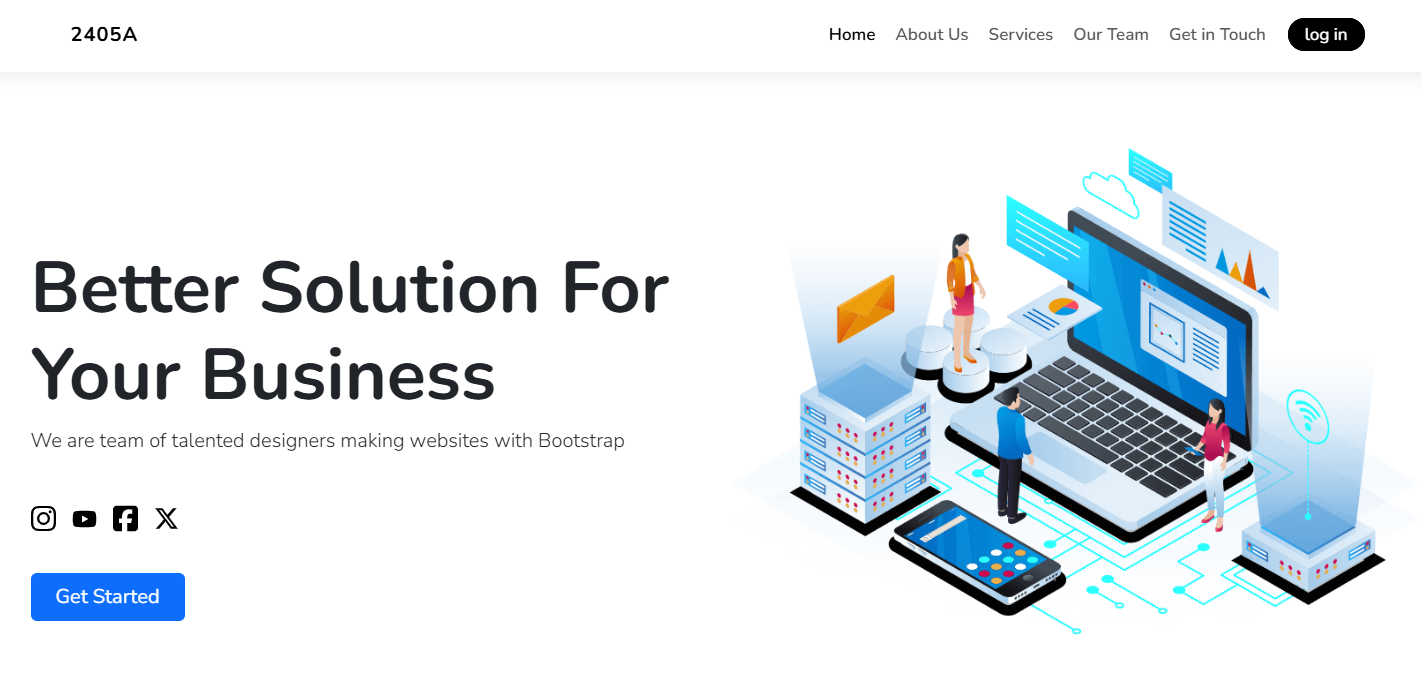 2405A
Home About Us Services Our Team Get in Touch log in
Better Solution For
Your Business
We are team of talented designers making websites with Bootstrap
Get Started